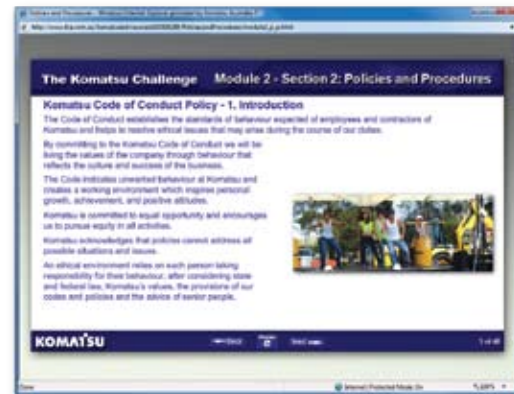 The Komatsu Challenge Module 2 - Section 2: Policies and Procedures
Komatsu Code of Conduct Policy - 1. Introduction
The Code of Conduct establishes the standards of behaviour expected of employees and contractors of
Komatsu and helps to resolve ethical issues that may arise during the course of our duties.
By committing to the Komatsu Code of Conduct we will be
living the values of the company through behaviour that
reflects the culture and success of the business.
The Code indicates unwanted behaviour at Komatsu and
creates a working environment which inspires personal
growth, achievement, and positive attitudes.
Komatsu is committed to equal opportunity and encourages
us to pursue equity in all activities.
Komatsu acknowledges that policies cannot address all
possible situations and issues.
An ethical environment relies on each person taking
responsibility for their behaviour, after considering state
and federal law, Komatsu's values, the provisions of our
codes and policies and the advice of senior people.
KOMATSU
Done
Internet | Protected Mode: On